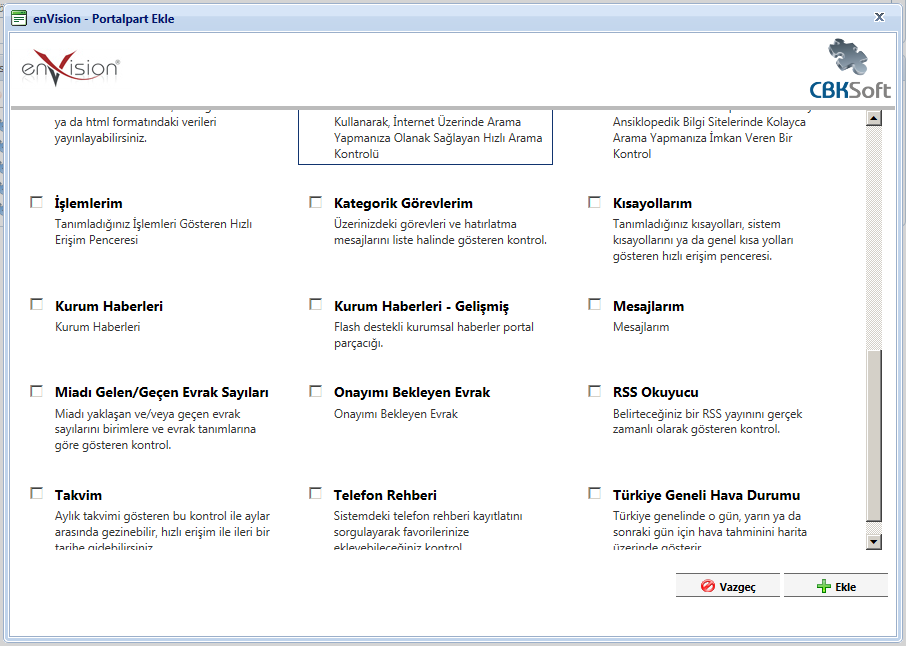 enVision - Portalpart Ekle
enVision
CBKSoft
ya da html formatındaki verileri
yayınlayabilirsiniz.
Kullanarak, İnternet Üzerinde Arama
Yapmanıza Olanak Sağlayan Hızlı Arama
Kontrolü
Ansiklopedik Bilgi Sitelerinde Kolayca
Arama Yapmanıza İmkan Veren Bir
Kontrol
İşlemlerim
Tanımladığınız İşlemleri Gösteren Hızlı
Erişim Penceresi
Kategorik Görevlerim
Üzerinizdeki görevleri ve hatırlatma
mesajlarını liste halinde gösteren kontrol.
Kısayollarım
Tanımladığınız kısayolları, sistem
kısayollarını ya da genel kısa yolları
gösteren hızlı erişim penceresi.
Kurum Haberleri
Kurum Haberleri
Kurum Haberleri - Gelişmiş
Flash destekli kurumsal haberler portal
parçacığı.
Mesajlarım
Mesajlarım
Miadı Gelen/Geçen Evrak Sayıları
Miadı yaklaşan ve/veya geçen evrak
sayılarını birimlere ve evrak tanımlarına
göre gösteren kontrol.
Onayımı Bekleyen Evrak
Onayımı Bekleyen Evrak
RSS Okuyucu
Belirteceğiniz bir RSS yayınını gerçek
zamanlı olarak gösteren kontrol.
Takvim
Aylık takvimi gösteren bu kontrol ile aylar
arasında gezinebilir, hızlı erişim ile ileri bir
tarihe gidebilirsiniz.
Telefon Rehberi
Sistemdeki telefon rehberi kayıtlatını
sorgulayarak favorilerinize
ekleyebileceğiniz kontrol.
Türkiye Geneli Hava Durumu
Türkiye genelinde o gün, yarın ya da
sonraki gün için hava tahminini harita
üzerinde gösterir.
Vazgeç
Ekle